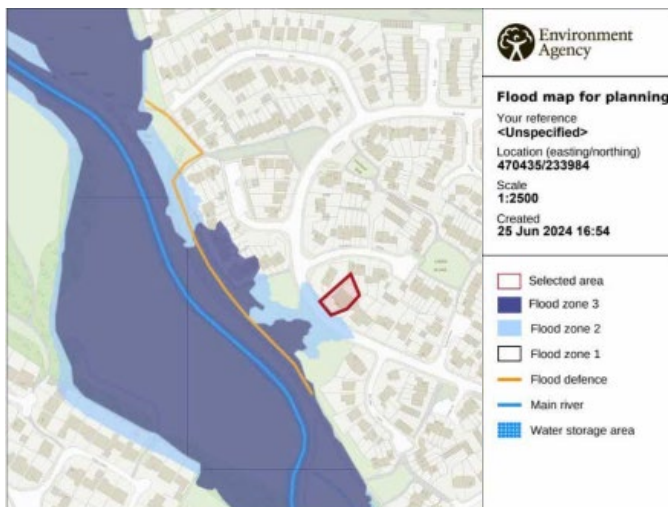 Environment
Agency
Flood map for planning
Your reference
<Unspecified>
Location (easting/northing)
470435/233984
Scale
1:2500
Created
25 Jun 2024 16:54
Selected area
Flood zone 3
Flood zone 2
Flood zone 1
Flood defence
Main river
Water storage area